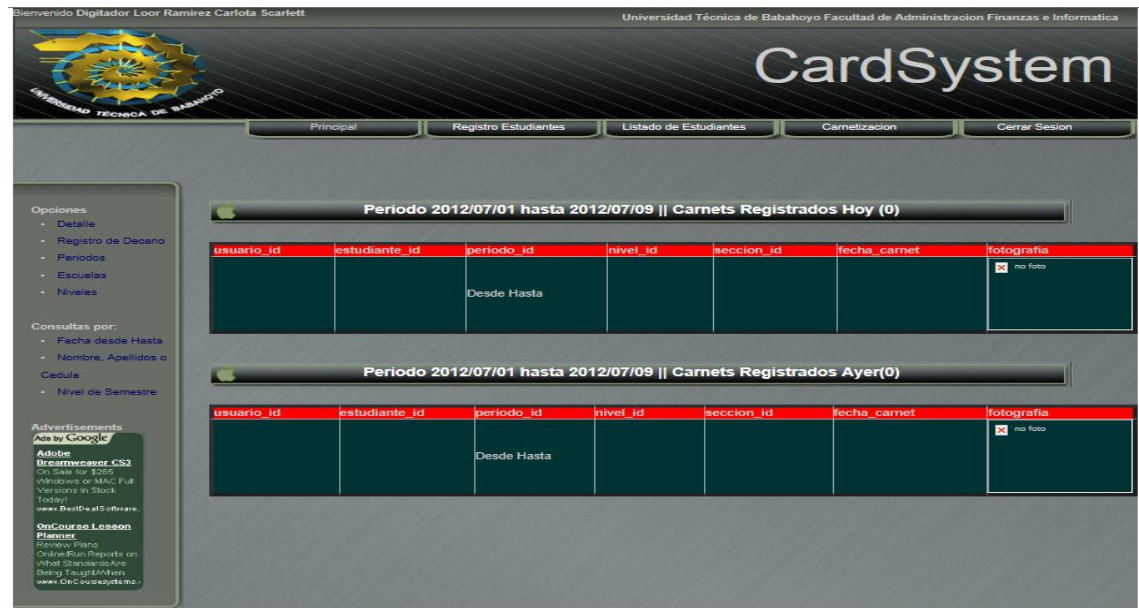 Bienvenido Digitador Loor Ramirez Carlota Scarlett
Universidad Técnica de Babahoyo Facultad de Administracion Finanzas e Informatica
UNIVERSIDAD TÉCNICA DE BABAHOYO
CardSystem
Principal
Registro Estudiantes
Listado de Estudiantes
Carnetizacion
Cerrar Sesion
Opciones
- Detalle
- Registro de Decano
- Periodos
- Escuelas
- Niveles
Consultas por:
- Fecha desde Hasta
- Nombre, Apellidos o
Cedula
- Nivel de Semestre
Advertisements
Ads by Google
Adobe
Dreamweaver CS3
On Sale for $265
Windows or MAC Full
Versions In Stock
Today!
www.BestDealSoftware.
OnCourse Lesson
Planner
Review Plans
Online/Run Reports on
What Standards Are
Being Taught/When
www.OnCoursesystems.
Periodo 2012/07/01 hasta 2012/07/09 || Carnets Registrados Hoy (0)
usuario_id estudiante_id periodo_id nivel_id seccion_id fecha_carnet fotografia
no foto
Desde Hasta
Periodo 2012/07/01 hasta 2012/07/09 || Carnets Registrados Ayer(0)
usuario_id estudiante_id periodo_id nivel_id seccion_id fecha_carnet fotografia
no foto
Desde Hasta